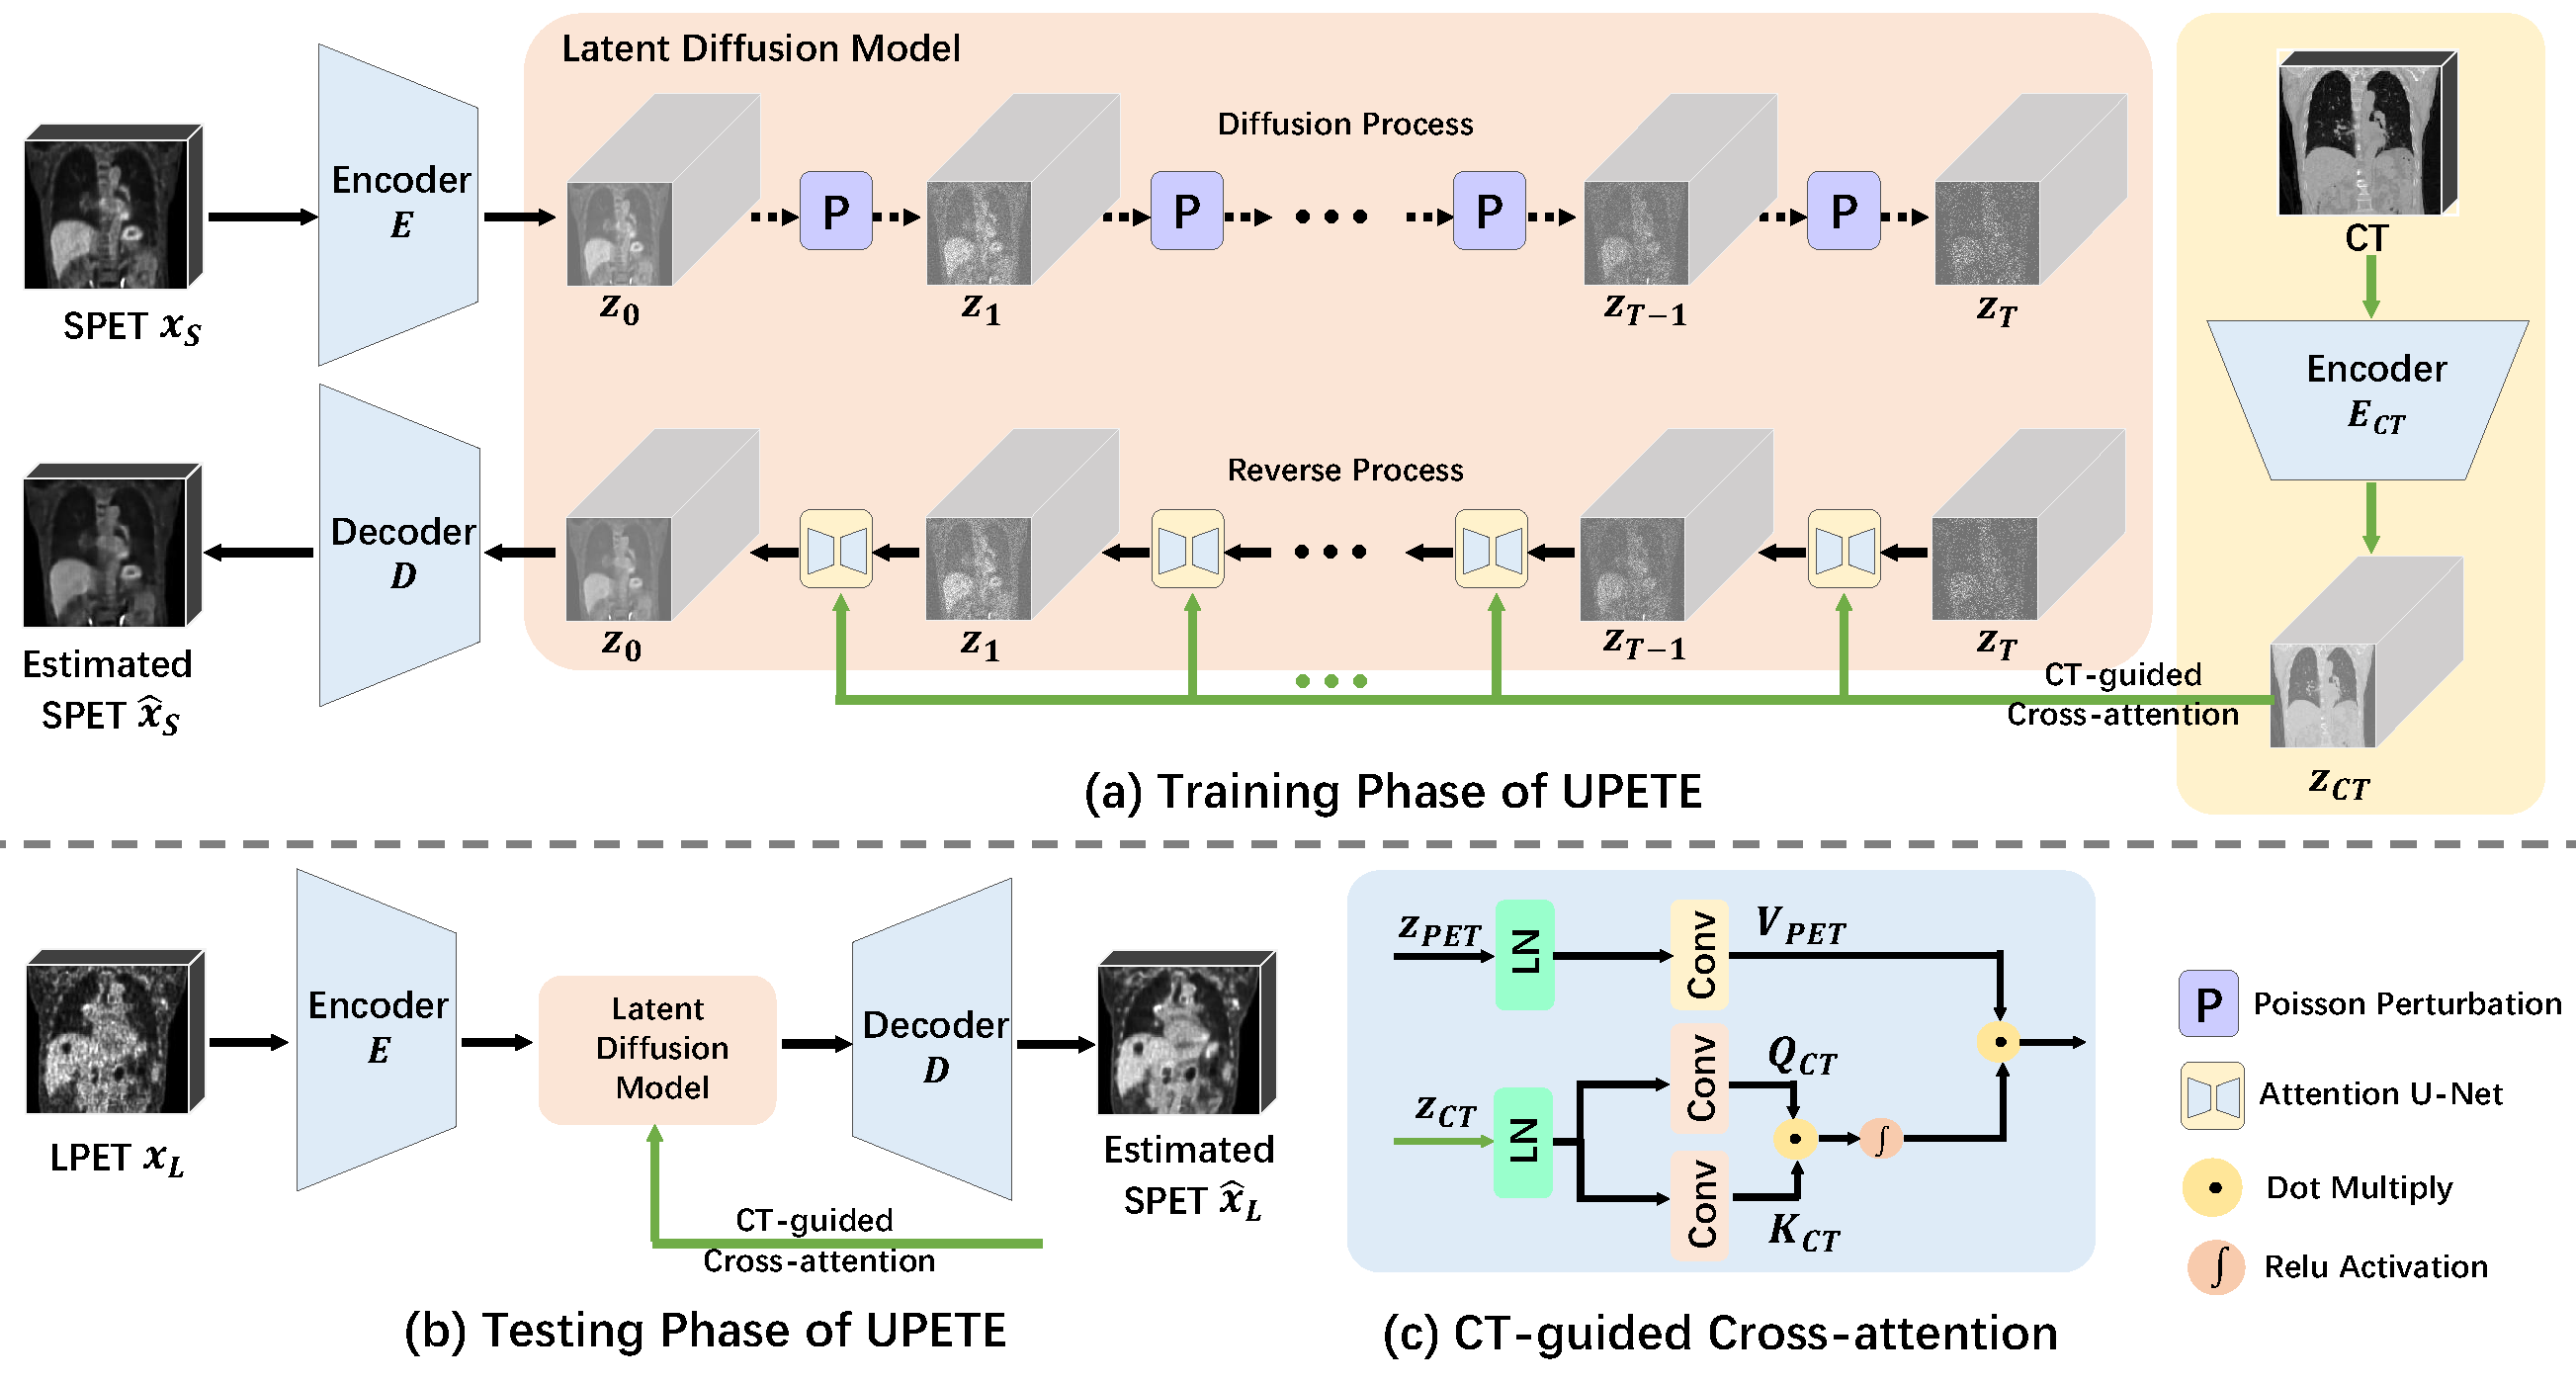 Latent Diffusion Model
Diffusion Process
Encoder
E
P
P
P
P
z_0
z_1
z_{T-1}
z_T
SPET x_S
CT
Encoder
E_{CT}
Reverse Process
Decoder
D
z_0
z_1
z_{T-1}
z_T
Estimated
SPET x̂_S
CT-guided
Cross-attention
z_{CT}
(a) Training Phase of UPETE
LPET x_L
Encoder
E
Latent
Diffusion
Model
Decoder
D
Estimated
SPET x̂_L
CT-guided
Cross-attention
(b) Testing Phase of UPETE
z_{PET}
LN
Conv
V_{PET}
z_{CT}
LN
Conv
Q_{CT}
∫
Conv
K_{CT}
(c) CT-guided Cross-attention
P Poisson Perturbation
Attention U-Net
Dot Multiply
∫ Relu Activation